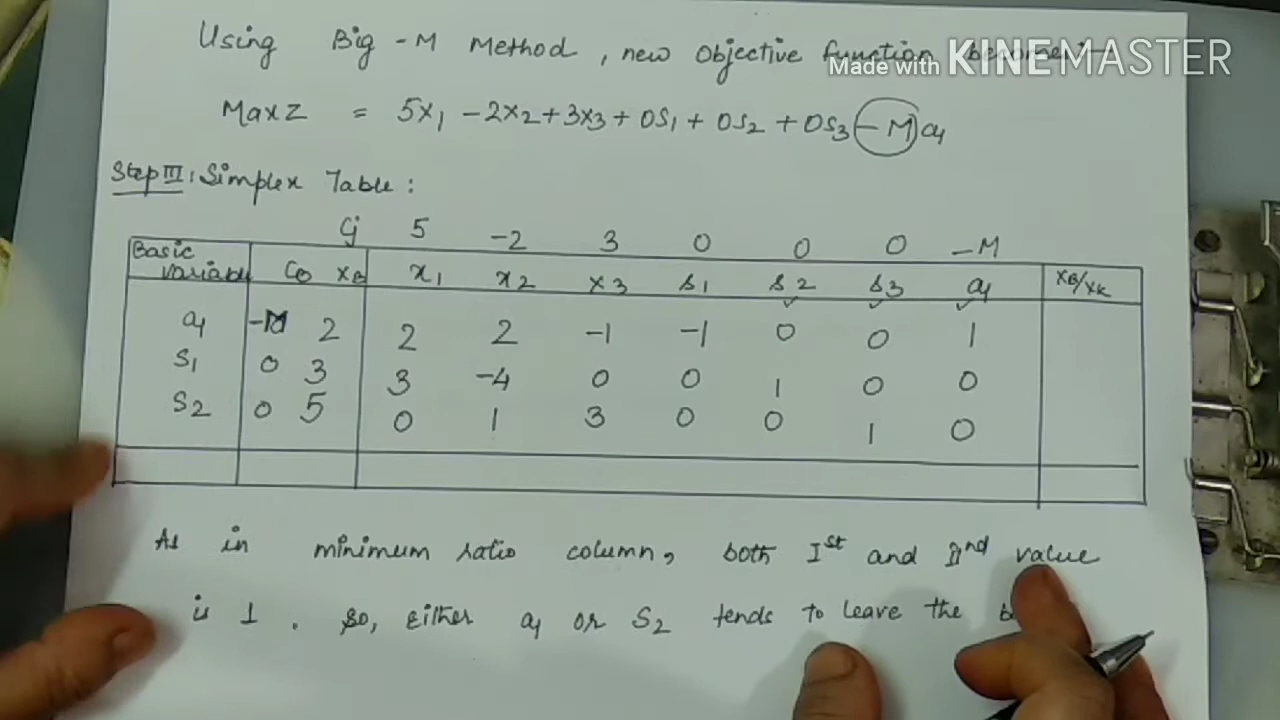 Using Big-M Method, new Objective function
Made with KINEMASTER
Max Z = 5x1 - 2x2 + 3x3 + 0s1 + 0s2 + 0s3 - Ma1
Step III: Simplex Table:
Cj 5 -2 3 0 0 0 -M
Basic variable CB XB x1 x2 x3 s1 s2 s3 a1 XB/XK
a1 -M 2 2 2 -1 -1 0 0 1
S1 0 3 3 -4 0 0 1 0 0
S2 0 5 0 1 3 0 0 1 0
As in minimum ratio column, both Ist and IInd value
is 1. So, either a1 or S2 tends to leave the